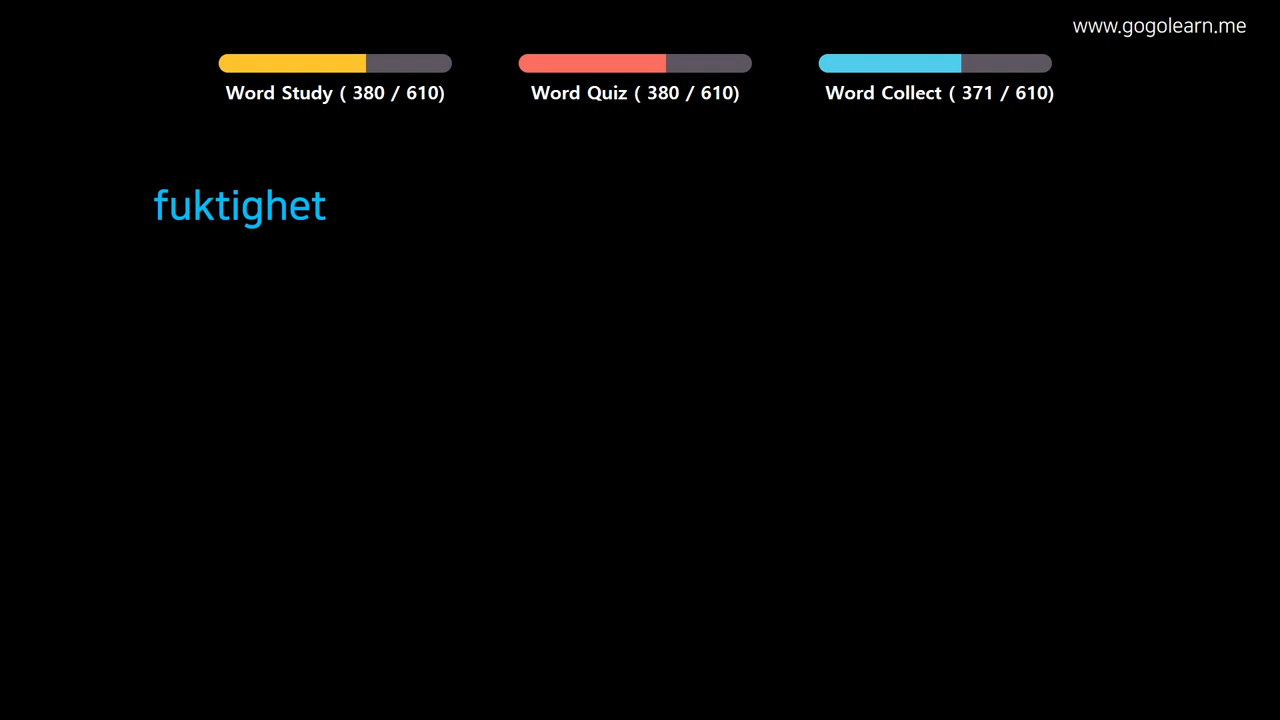 www.gogolearn.me
Word Study ( 380 / 610)
Word Quiz ( 380 / 610)
Word Collect ( 371 / 610)
fuktighet